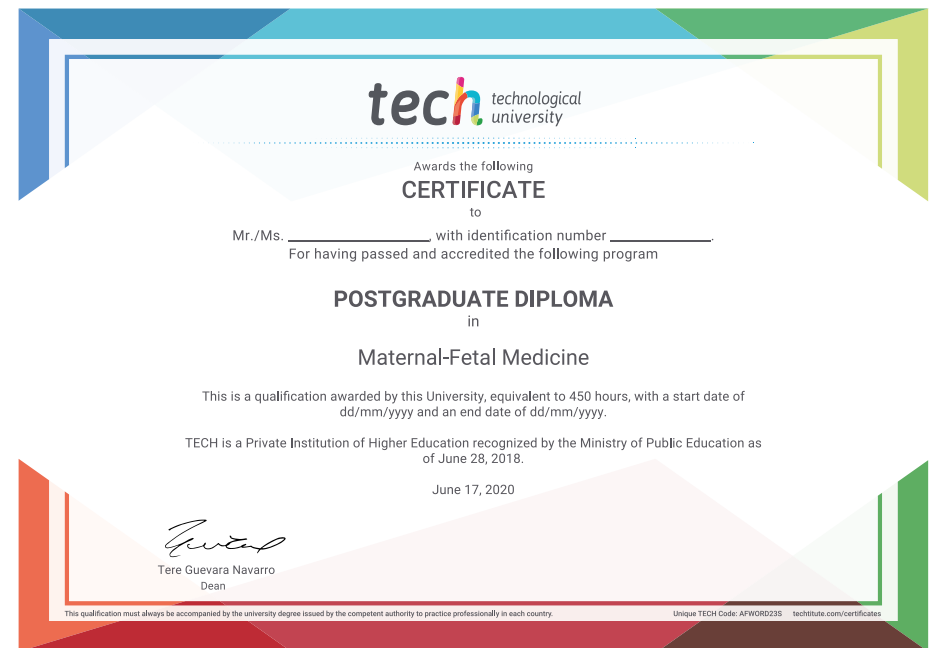 tech technological
university
Awards the following
CERTIFICATE
to
Mr./Ms. ____________________, with identification number ______________.
For having passed and accredited the following program
POSTGRADUATE DIPLOMA
in
Maternal-Fetal Medicine
This is a qualification awarded by this University, equivalent to 450 hours, with a start date of
dd/mm/yyyy and an end date of dd/mm/yyyy.
TECH is a Private Institution of Higher Education recognized by the Ministry of Public Education as
of June 28, 2018.
June 17, 2020
Tere Guevara Navarro
Dean
This qualification must always be accompanied by the university degree issued by the competent authority to practice professionally in each country. Unique TECH Code: AFWORD23S techtitute.com/certificates